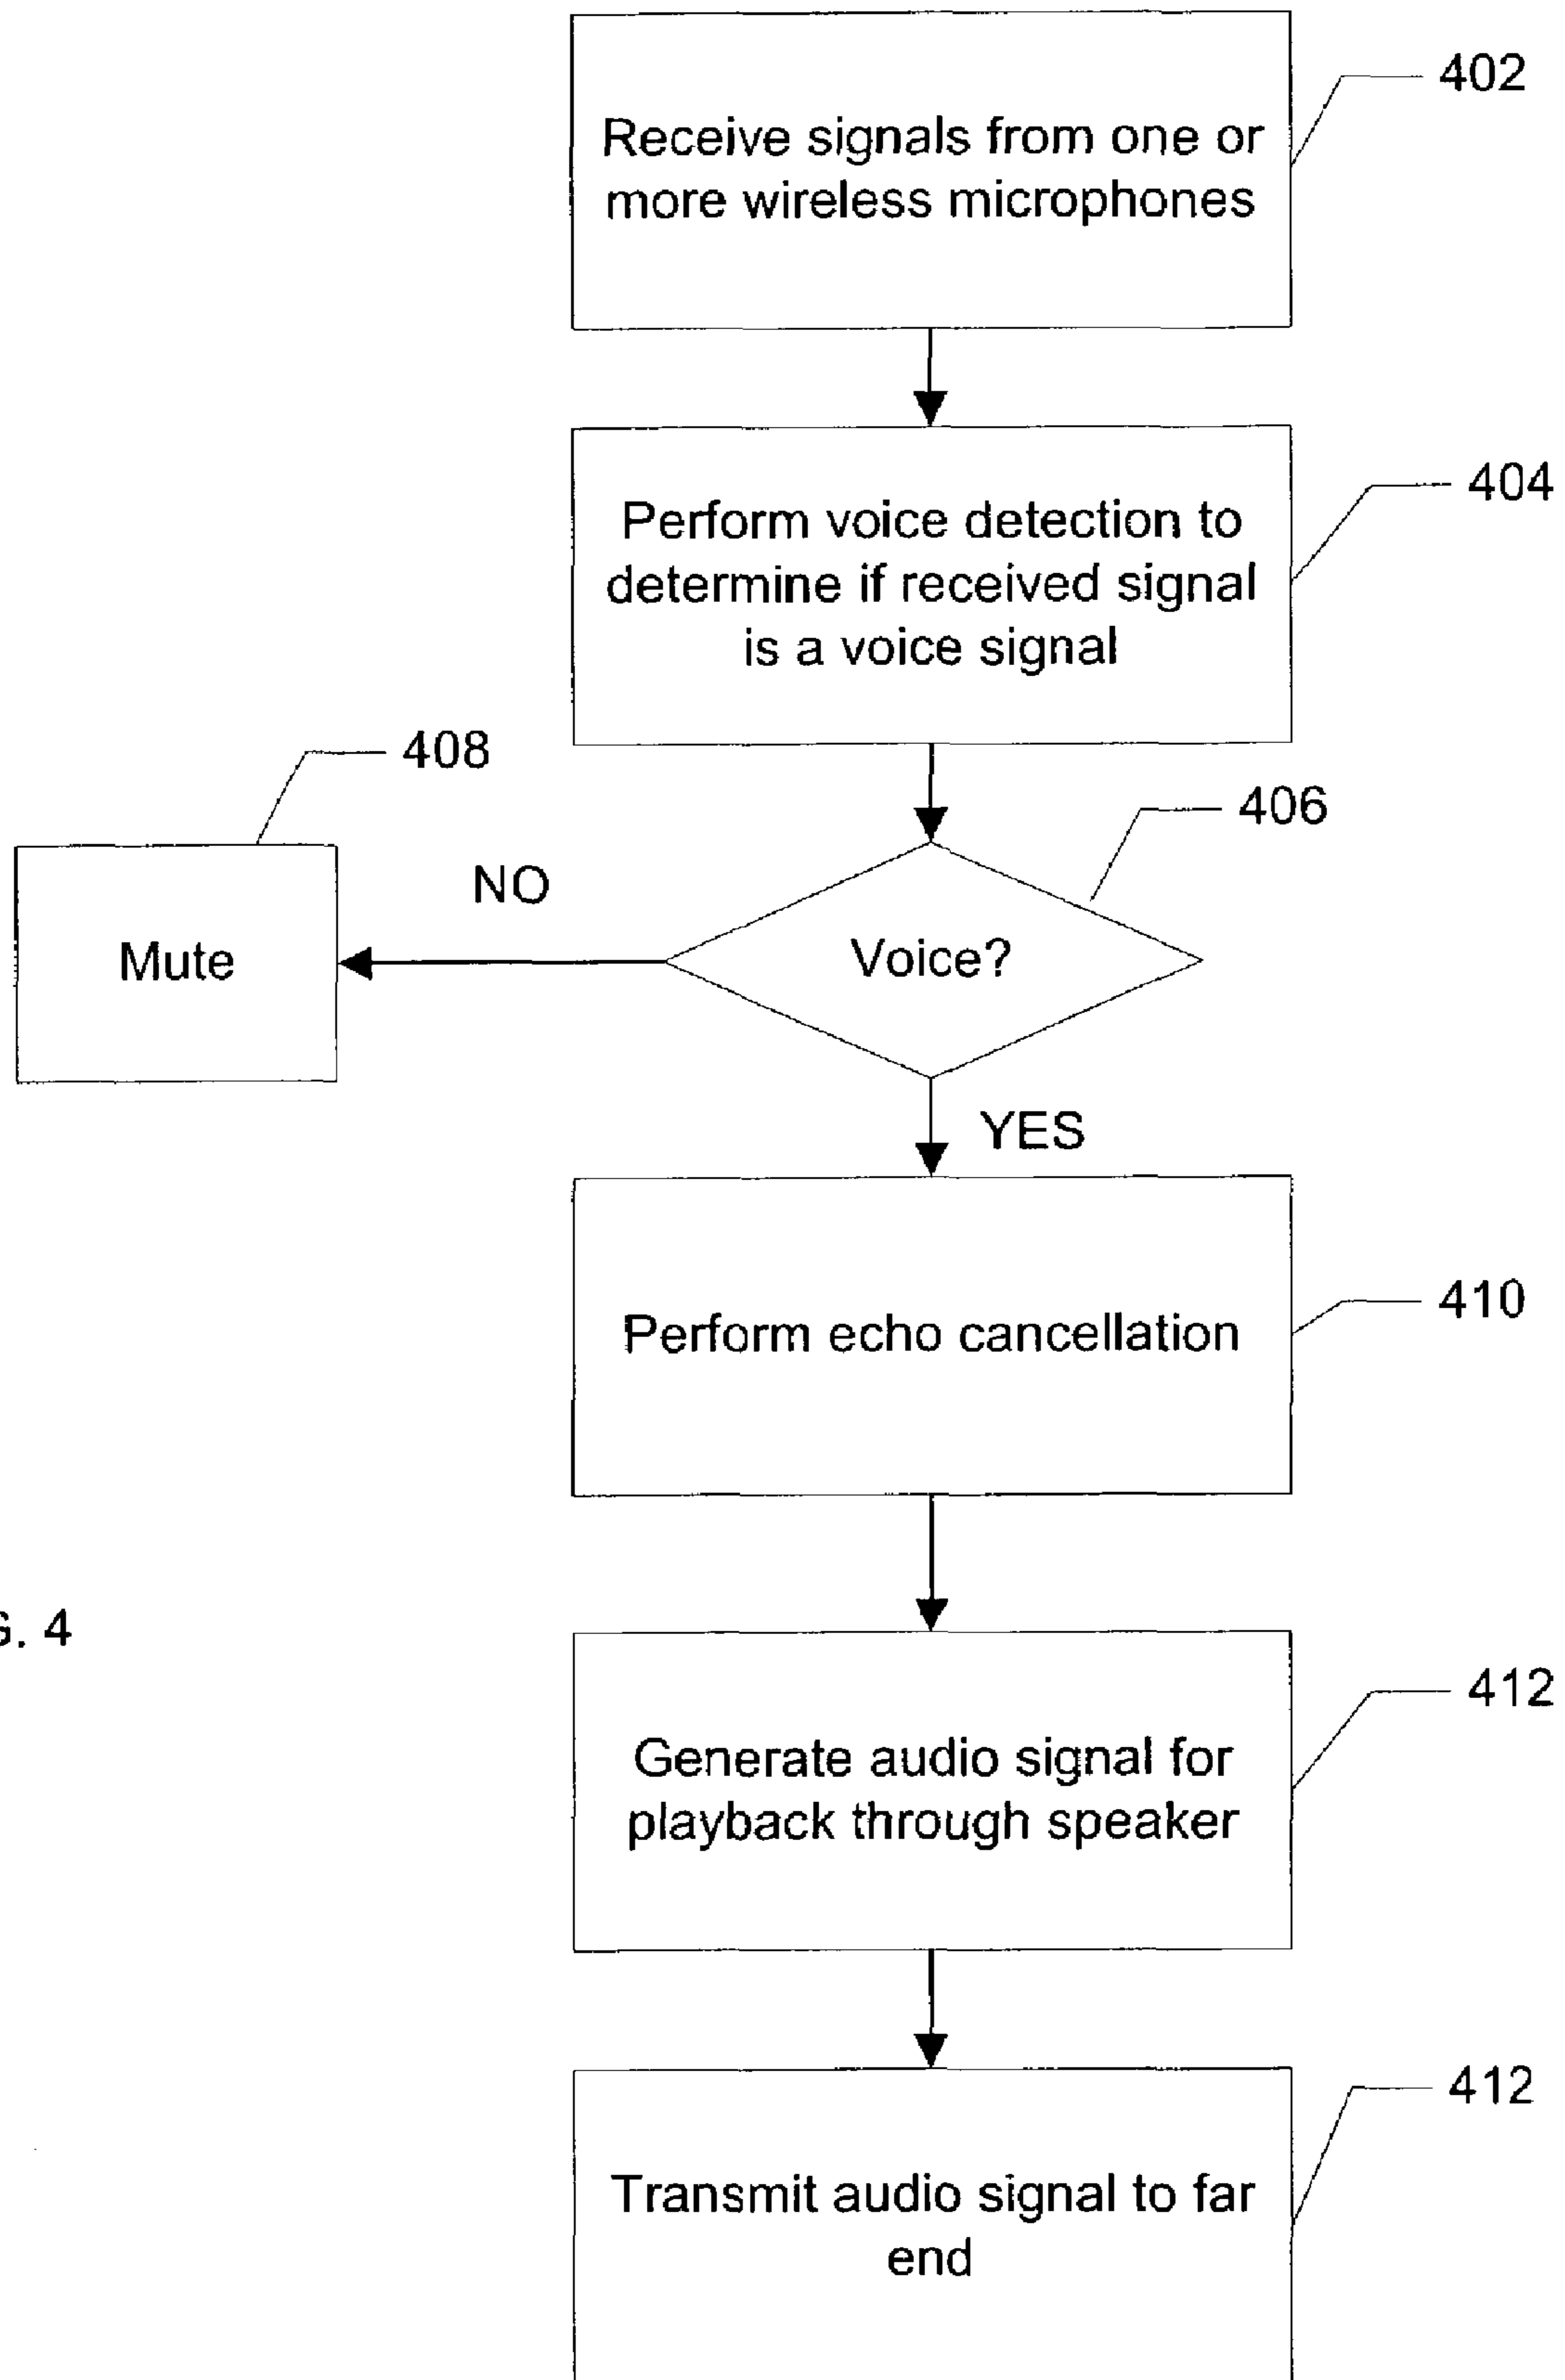 402
Receive signals from one or
more wireless microphones
404
Perform voice detection to
determine if received signal
is a voice signal
408
406
NO
Mute
Voice?
YES
410
Perform echo cancellation
G. 4
412
Generate audio signal for
playback through speaker
412
Transmit audio signal to far
end